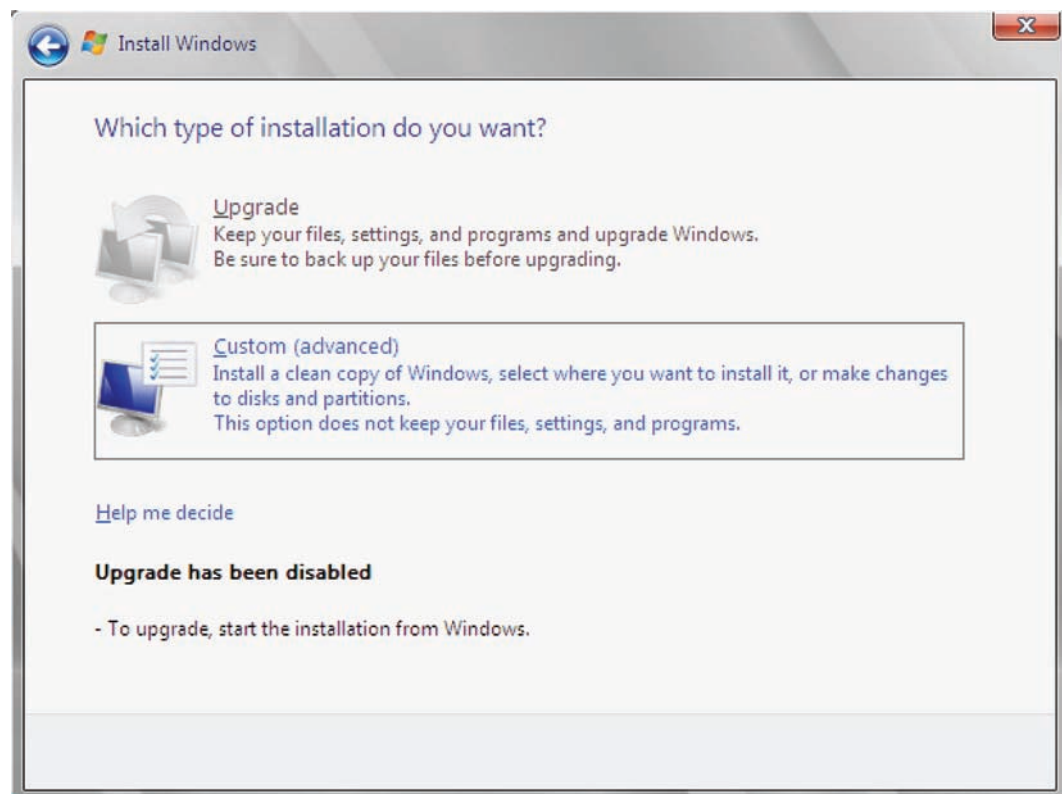 Install Windows
Which type of installation do you want?
Upgrade
Keep your files, settings, and programs and upgrade Windows.
Be sure to back up your files before upgrading.
Custom (advanced)
Install a clean copy of Windows, select where you want to install it, or make changes
to disks and partitions.
This option does not keep your files, settings, and programs.
Help me decide
Upgrade has been disabled
- To upgrade, start the installation from Windows.